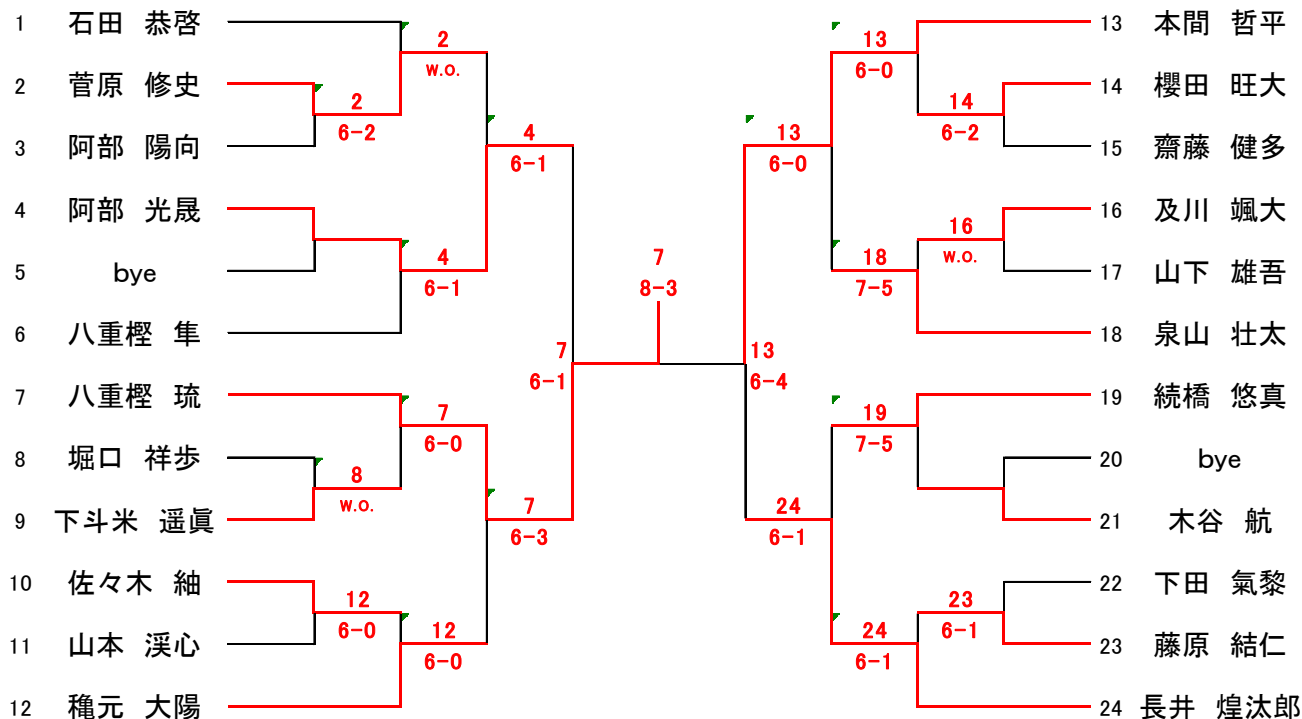 1 石田 恭啓
2 菅原 修史
3 阿部 陽向
4 阿部 光晟
5 bye
6 八重樫 隼
7 八重樫 琉
8 堀口 祥歩
9 下斗米 遥眞
10 佐々木 紬
11 山本 渓心
12 穐元 大陽
2
6-2
8
w.o.
12
6-0
2
w.o.
4
6-1
7
6-0
12
6-0
4
6-1
7
6-3
7
6-1
7
8-3
13
6-4
13
6-0
24
6-1
13
6-0
18
7-5
19
7-5
24
6-1
14
6-2
16
w.o.
23
6-1
13 本間 哲平
14 櫻田 旺大
15 齋藤 健多
16 及川 颯大
17 山下 雄吾
18 泉山 壮太
19 続橋 悠真
20 bye
21 木谷 航
22 下田 氣黎
23 藤原 結仁
24 長井 煌汰郎